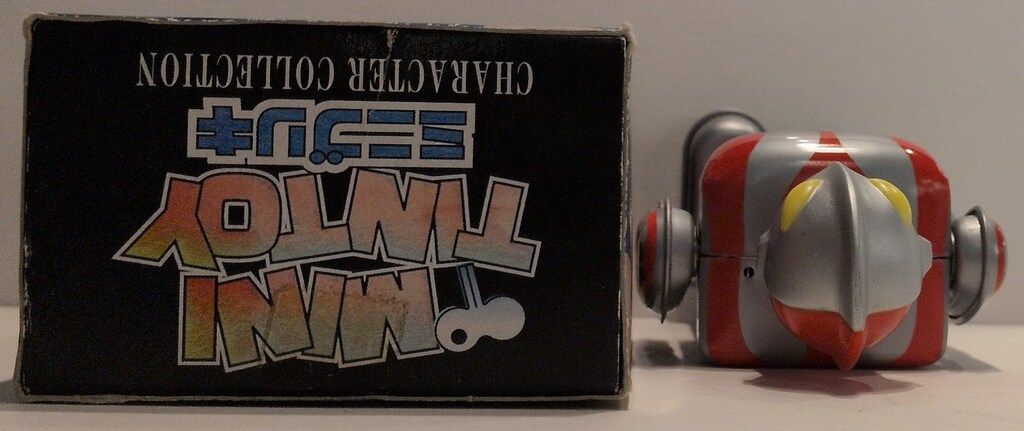 MINI
TINTOY
ミニブリキ
CHARACTER COLLECTION